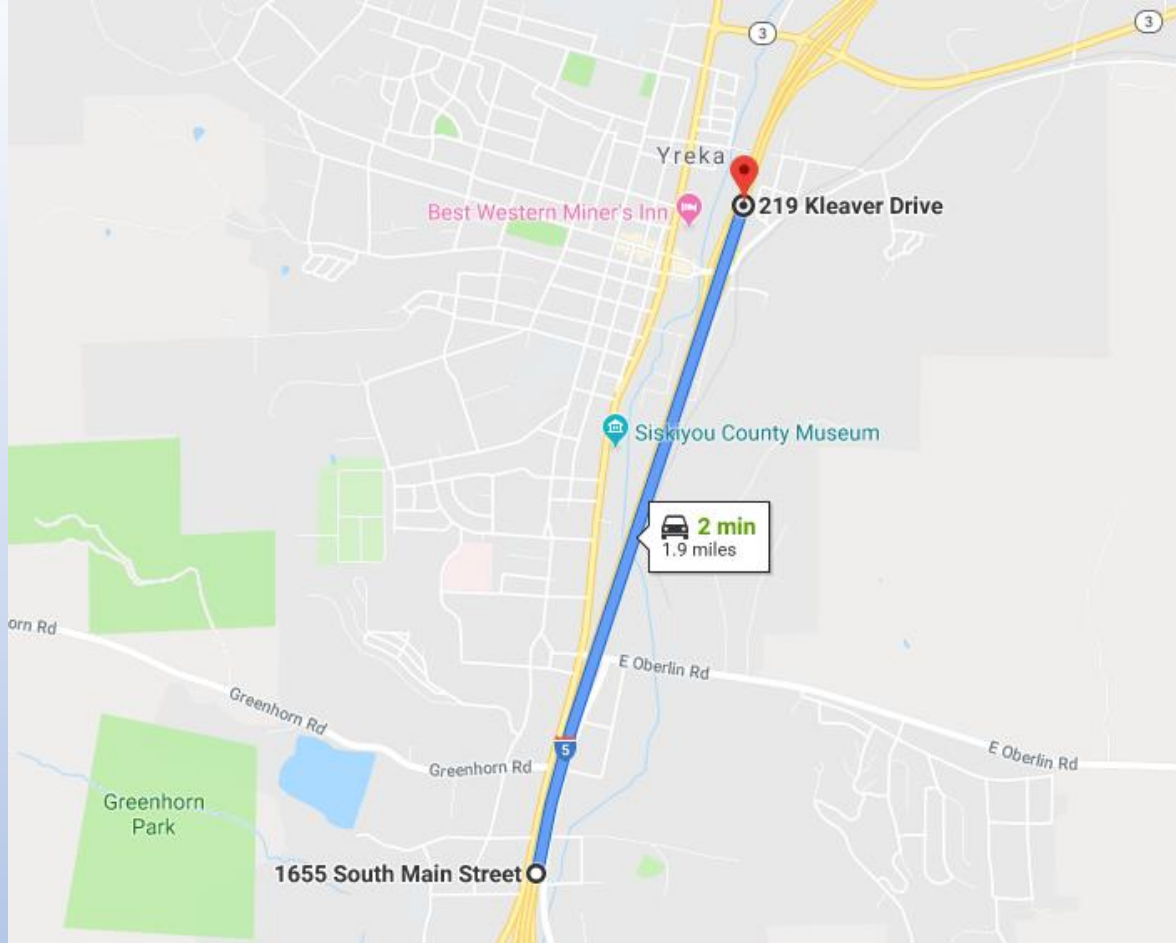 3
3
Yreka
219 Kleaver Drive
Best Western Miner's Inn
Siskiyou County Museum
2 min
1.9 miles
orn Rd
E Oberlin Rd
Greenhorn Rd
5
E Oberlin Rd
Greenhorn Rd
Greenhorn
Park
1655 South Main Street